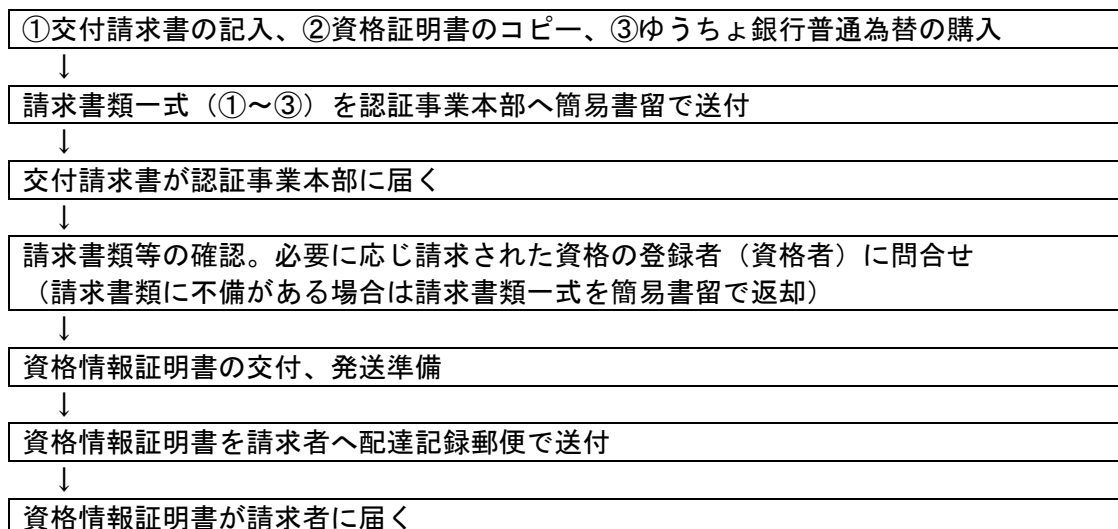 ①交付請求書の記入、②資格証明書のコピー、③ゆうちょ銀行普通為替の購入
↓
請求書類一式（①～③）を認証事業本部へ簡易書留で送付
↓
交付請求書が認証事業本部に届く
↓
請求書類等の確認。必要に応じ請求された資格の登録者（資格者）に問合せ
（請求書類に不備がある場合は請求書類一式を簡易書留で返却）
↓
資格情報証明書の交付、発送準備
↓
資格情報証明書を請求者へ配達記録郵便で送付
↓
資格情報証明書が請求者に届く